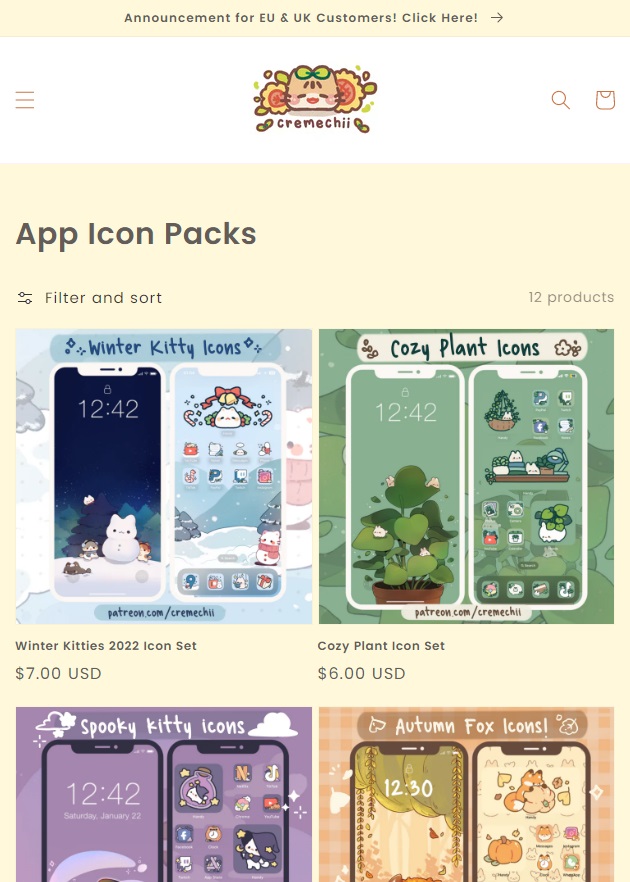 Announcement for EU & UK Customers! Click Here! →
cremechii
App Icon Packs
Filter and sort
12 products
Winter Kitty Icons
12:42
patreon.com/cremechii
Cozy Plant Icons
12:42
patreon.com/cremechii
Winter Kitties 2022 Icon Set
$7.00 USD
Cozy Plant Icon Set
$6.00 USD
Spooky Kitty icons
12:42
Saturday, January 22
Autumn Fox Icons!
12:30